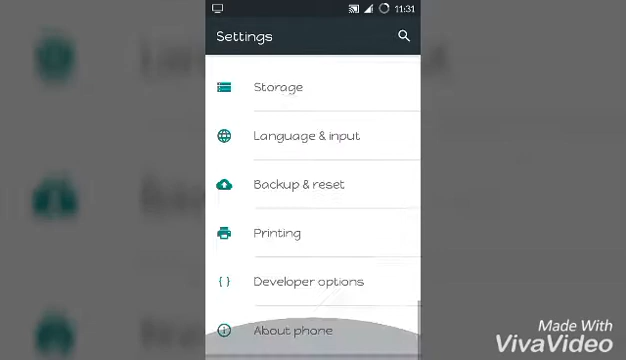 11:31
Settings
Storage
Language & input
Backup & reset
Printing
Developer options
About phone
Made With
VivaVideo